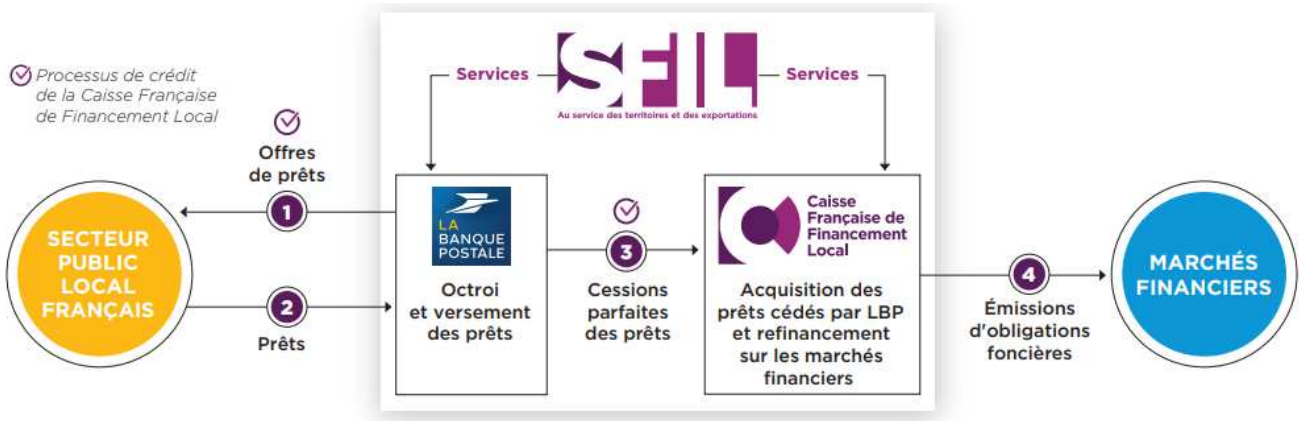 Processus de crédit
de la Caisse Française
de Financement Local
Services
SFIL
Services
Au service des territoires et des exportations
Offres
de prêts
1
SECTEUR
PUBLIC
LOCAL
FRANÇAIS
2
Prêts
LA
BANQUE
POSTALE
Octroi
et versement
des prêts
3
Cessions
parfaites
des prêts
Caisse
Française de
Financement
Local
Acquisition des
prêts cédés par LBP
et refinancement
sur les marchés
financiers
4
Émissions
d'obligations
foncières
MARCHÉS
FINANCIERS